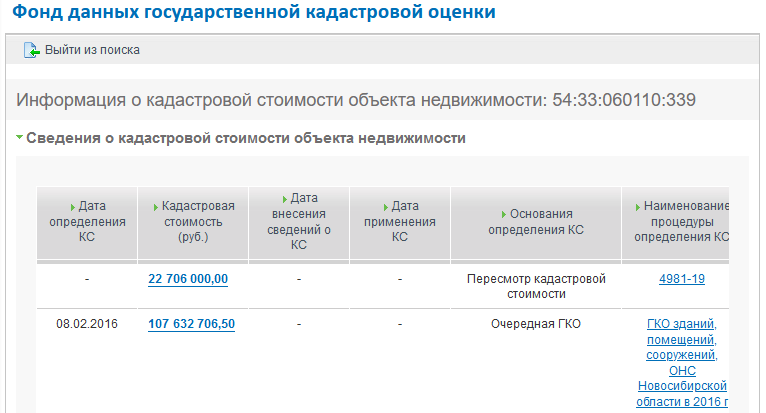 Фонд данных государственной кадастровой оценки
Выйти из поиска
Информация о кадастровой стоимости объекта недвижимости: 54:33:060110:339
Сведения о кадастровой стоимости объекта недвижимости
Дата
определения
КС
Кадастровая
стоимость
(руб.)
Дата
внесения
сведений о
КС
Дата
применения
КС
Основания
определения КС
Наименование
процедуры
определения КС
-
22 706 000,00
-
-
Пересмотр кадастровой
стоимости
4981-19
08.02.2016
107 632 706,50
-
-
Очередная ГКО
ГКО зданий,
помещений,
сооружений,
ОНС
Новосибирской
области в 2016 г